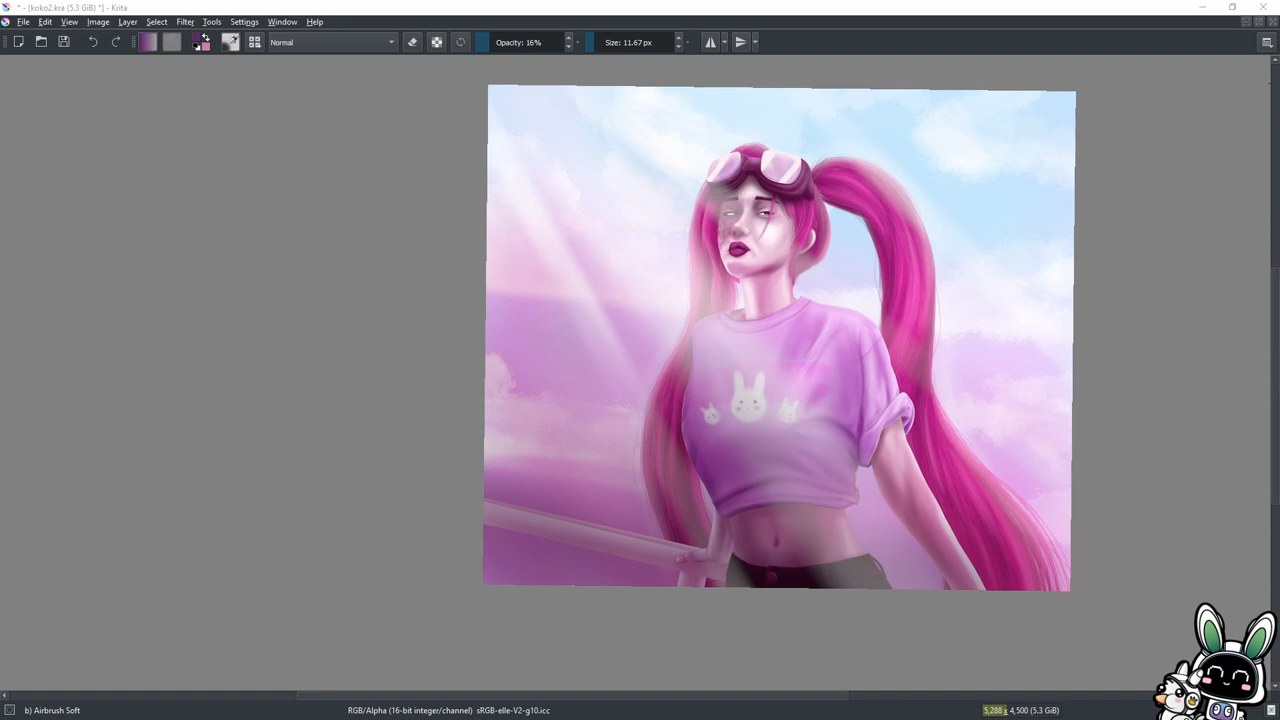 * - [koko2.kra (5.3 GiB) *] - Krita
File Edit View Image Layer Select Filter Tools Settings Window Help
Normal Opacity: 16% Size: 11.67 px
b) Airbrush Soft RGB/Alpha (16-bit integer/channel) sRGB-elle-V2-g10.icc 5,288 x 4,500 (5.3 GiB)